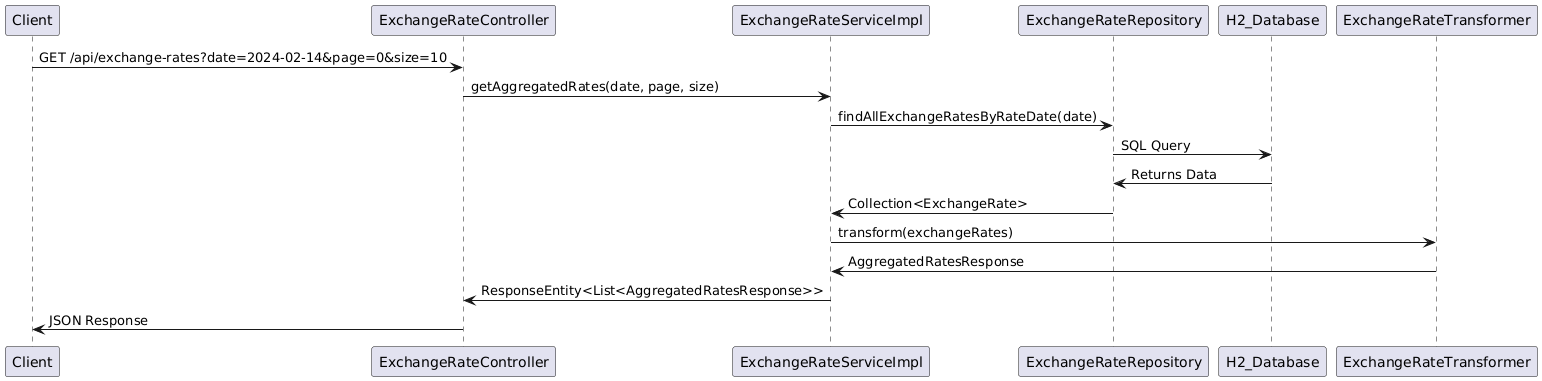 Client
ExchangeRateController
ExchangeRateServiceImpl
ExchangeRateRepository
H2_Database
ExchangeRateTransformer
GET /api/exchange-rates?date=2024-02-14&page=0&size=10
getAggregatedRates(date, page, size)
findAllExchangeRatesByRateDate(date)
SQL Query
Returns Data
Collection<ExchangeRate>
transform(exchangeRates)
AggregatedRatesResponse
ResponseEntity<List<AggregatedRatesResponse>>
JSON Response
Client
ExchangeRateController
ExchangeRateServiceImpl
ExchangeRateRepository
H2_Database
ExchangeRateTransformer